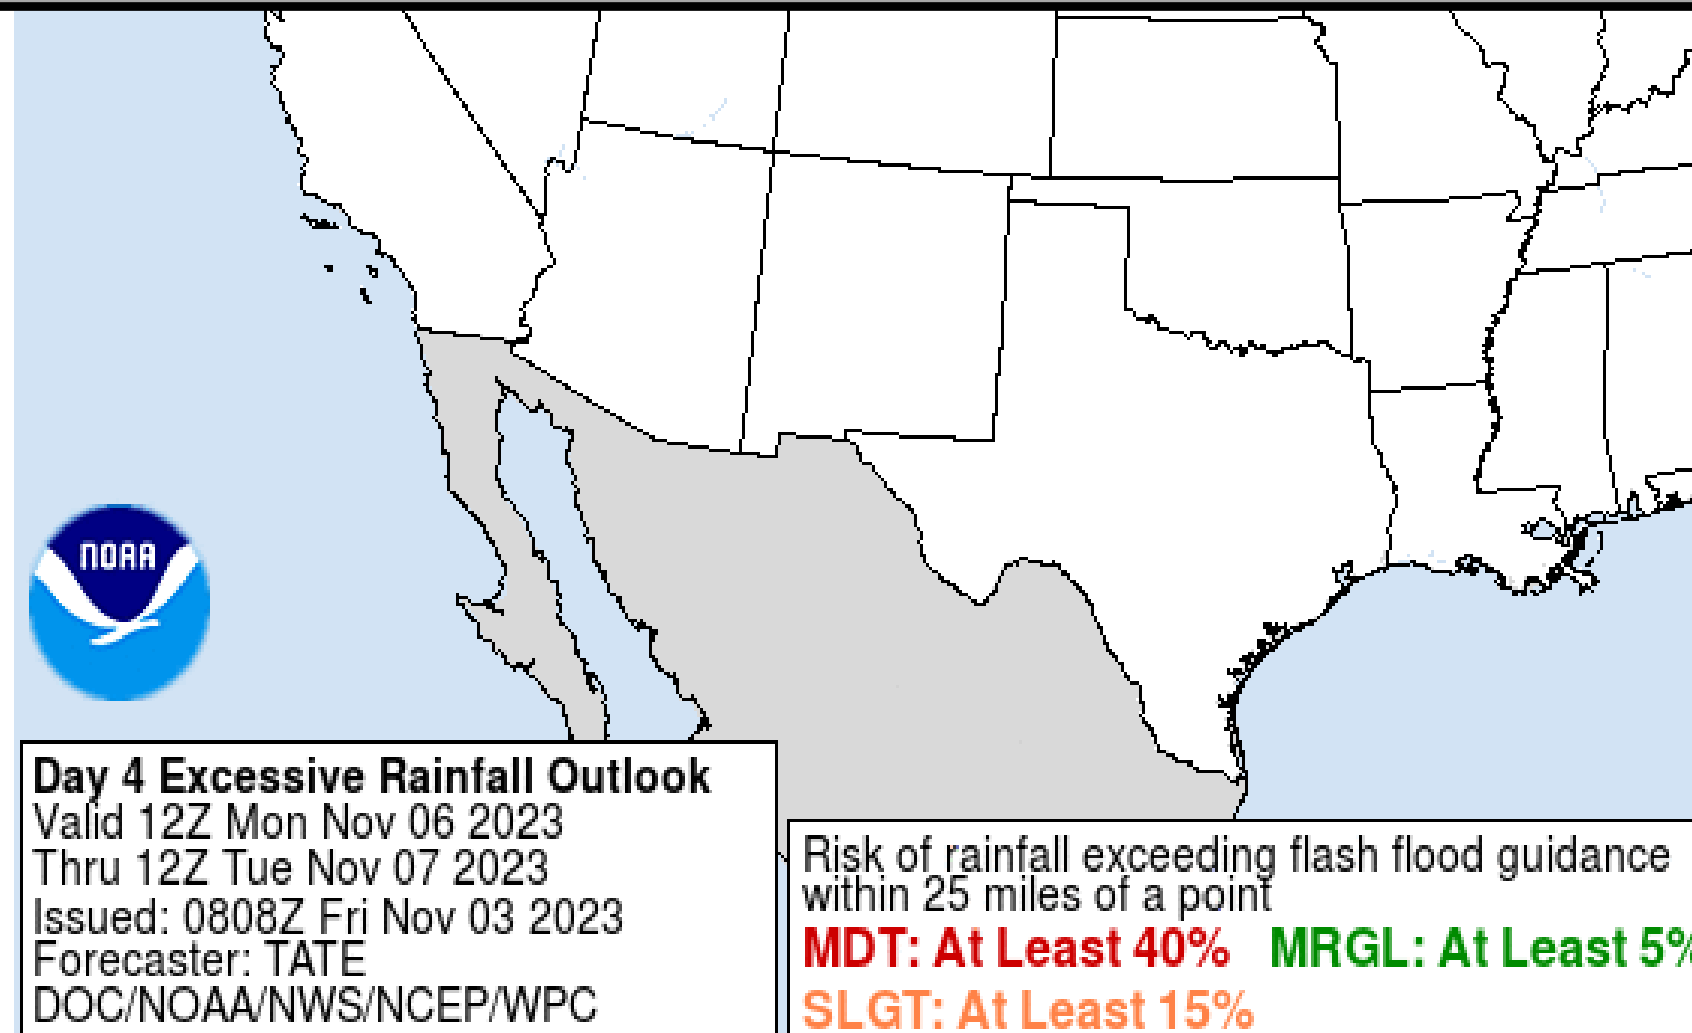 NOAA
Day 4 Excessive Rainfall Outlook
Valid 12Z Mon Nov 06 2023
Thru 12Z Tue Nov 07 2023
Issued: 0808Z Fri Nov 03 2023
Forecaster: TATE
DOC/NOAA/NWS/NCEP/WPC
Risk of rainfall exceeding flash flood guidance
within 25 miles of a point
MDT: At Least 40% MRGL: At Least 5%
SLGT: At Least 15%